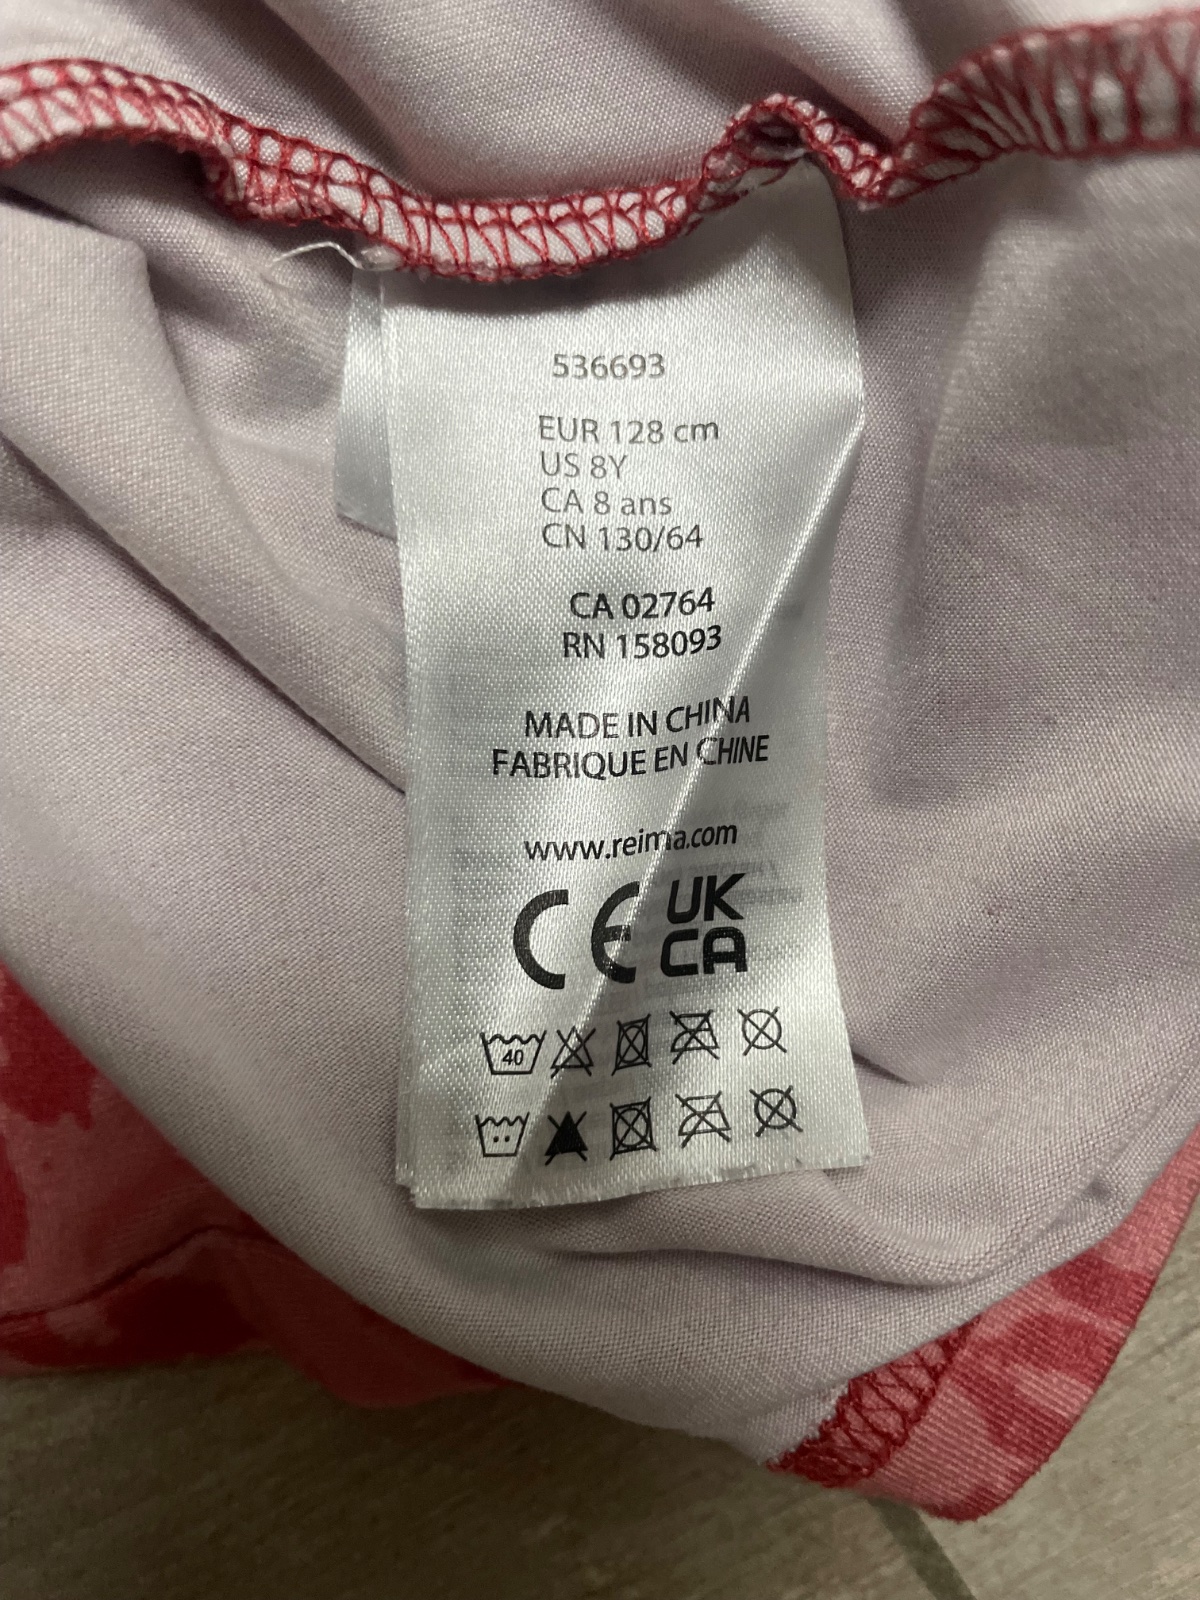 536693
EUR 128 cm
US 8Y
CA 8 ans
CN 130/64
CA 02764
RN 158093
MADE IN CHINA
FABRIQUE EN CHINE
www.reima.com
CE UK
CA
40